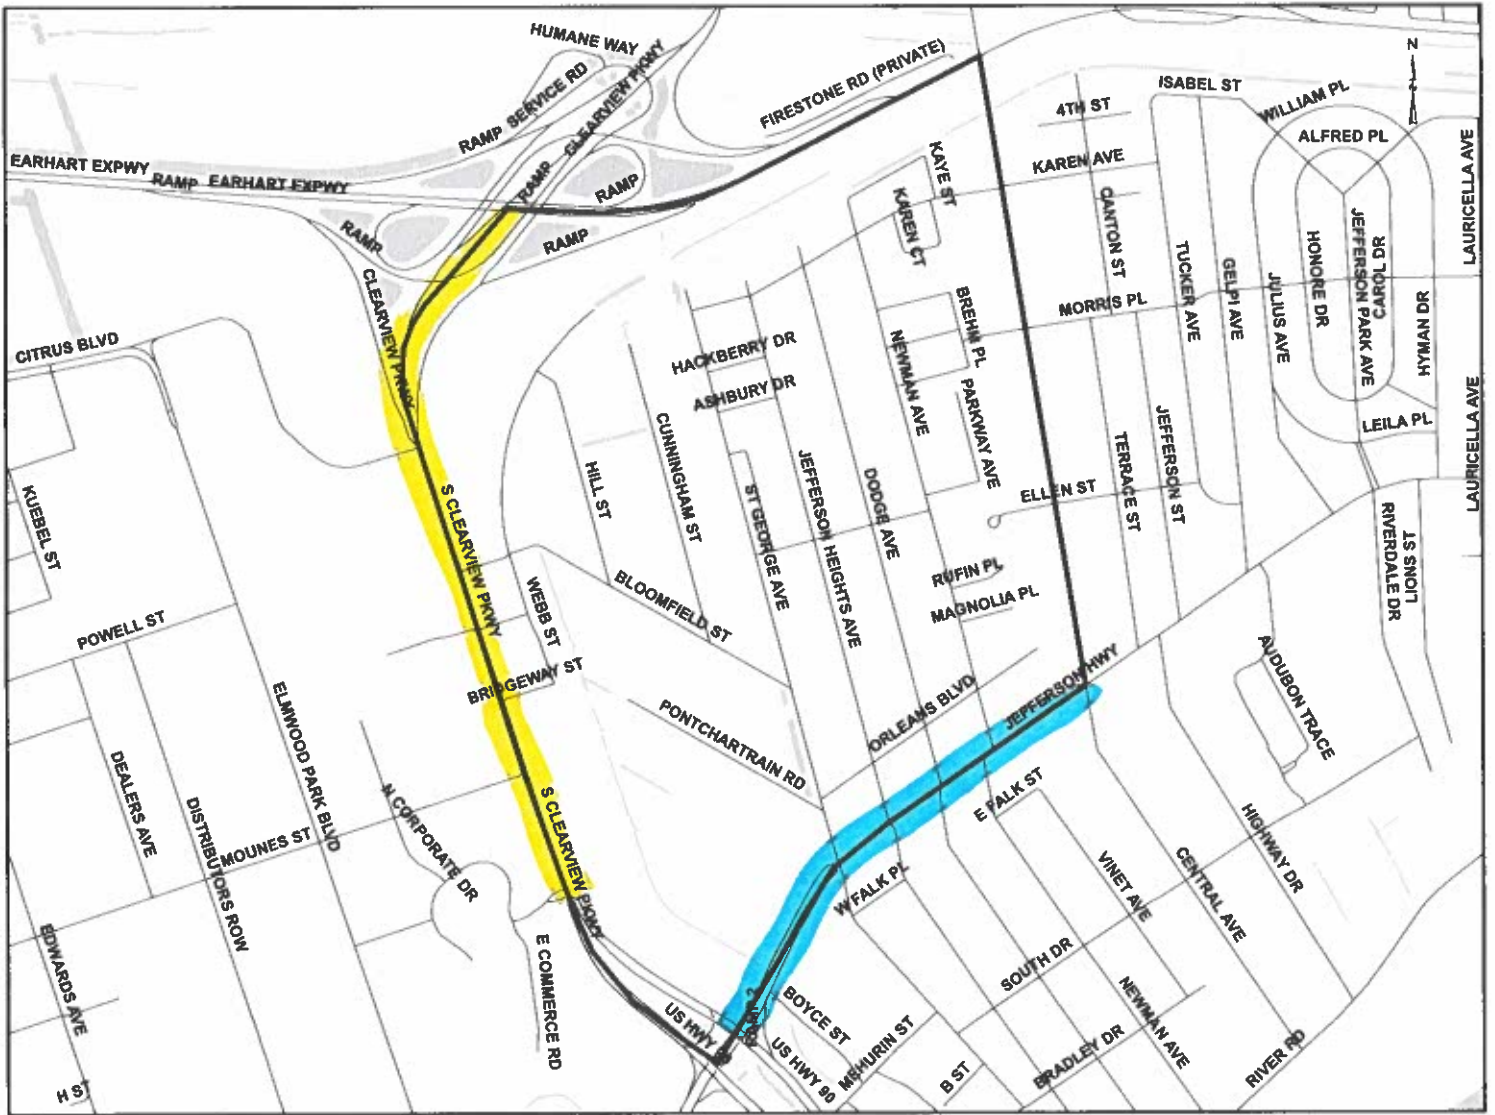 HUMANE WAY
CLEARVIEW PKWY
RAMP
SERVICE RD
FIRESTONE RD (PRIVATE)
N
ISABEL ST
WILLIAM PL
4TH ST
ALFRED PL
LAURICELLA AVE
EARHART EXPWY
RAMP
EARHART EXPWY
RAMP
RAMP
RAMP
RAMP
KAYE ST
KAREN AVE
KAREN CT
CANTON ST
TUCKER AVE
GELPI AVE
JULIUS AVE
HONORE DR
JEFFERSON PARK AVE
CAROL DR
HYMAN DR
CLEARVIEW PKWY
CITRUS BLVD
MORRIS PL
BREHM PL
HACKBERRY DR
ASHBURY DR
NEWMAN AVE
PARKWAY AVE
LEILA PL
LAURICELLA AVE
KUEBEL ST
S CLEARVIEW PKWY
HILL ST
CUNNINGHAM ST
ST GEORGE AVE
JEFFERSON HEIGHTS AVE
DODGE AVE
ELLEN ST
TERRACE ST
JEFFERSON ST
RIVERDALE DR
LIONS ST
RUFIN PL
MAGNOLIA PL
POWELL ST
WEBB ST
BLOOMFIELD ST
BRIDGEWAY ST
ELMWOOD PARK BLVD
PONTCHARTRAIN RD
ORLEANS BLVD
JEFFERSON HWY
AUDUBON TRACE
DEALERS AVE
DISTRIBUTORS ROW
MOUNES ST
N CORPORATE DR
S CLEARVIEW PKWY
E FALK ST
W FALK PL
VINET AVE
CENTRAL AVE
HIGHWAY DR
EDWARDS AVE
E COMMERCE RD
US HWY
BOYCE ST
US HWY 90
MEHURIN ST
SOUTH DR
NEWMAN AVE
B ST
BRADLEY DR
RIVER RD
H ST